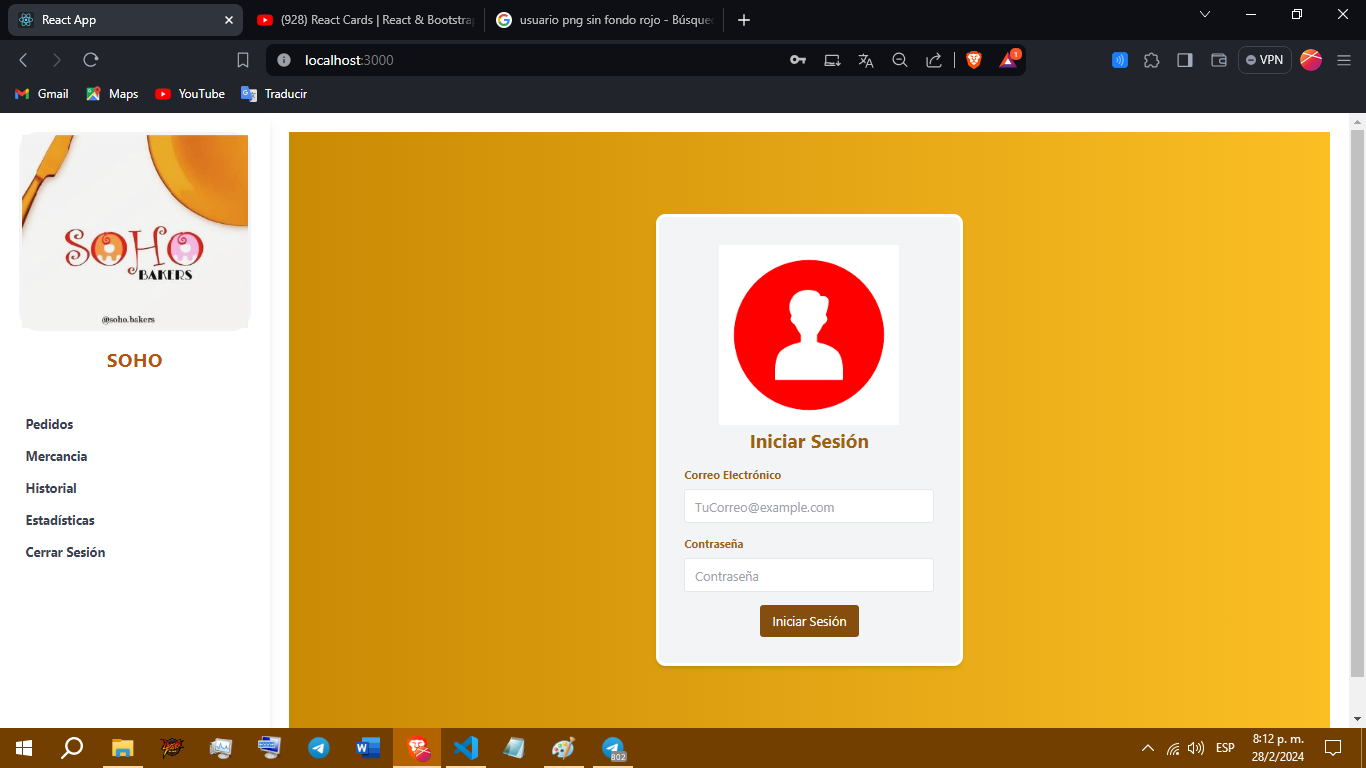 React App
(928) React Cards | React & Bootstrap
usuario png sin fondo rojo - Búsqued
localhost:3000
1
VPN
Gmail
Maps
YouTube
Traducir
SOHO
BAKERS
@soho.bakers
SOHO
Pedidos
Mercancia
Historial
Estadísticas
Cerrar Sesión
Iniciar Sesión
Correo Electrónico
TuCorreo@example.com
Contraseña
Contraseña
Iniciar Sesión
802
ESP
8:12 p. m.
28/2/2024